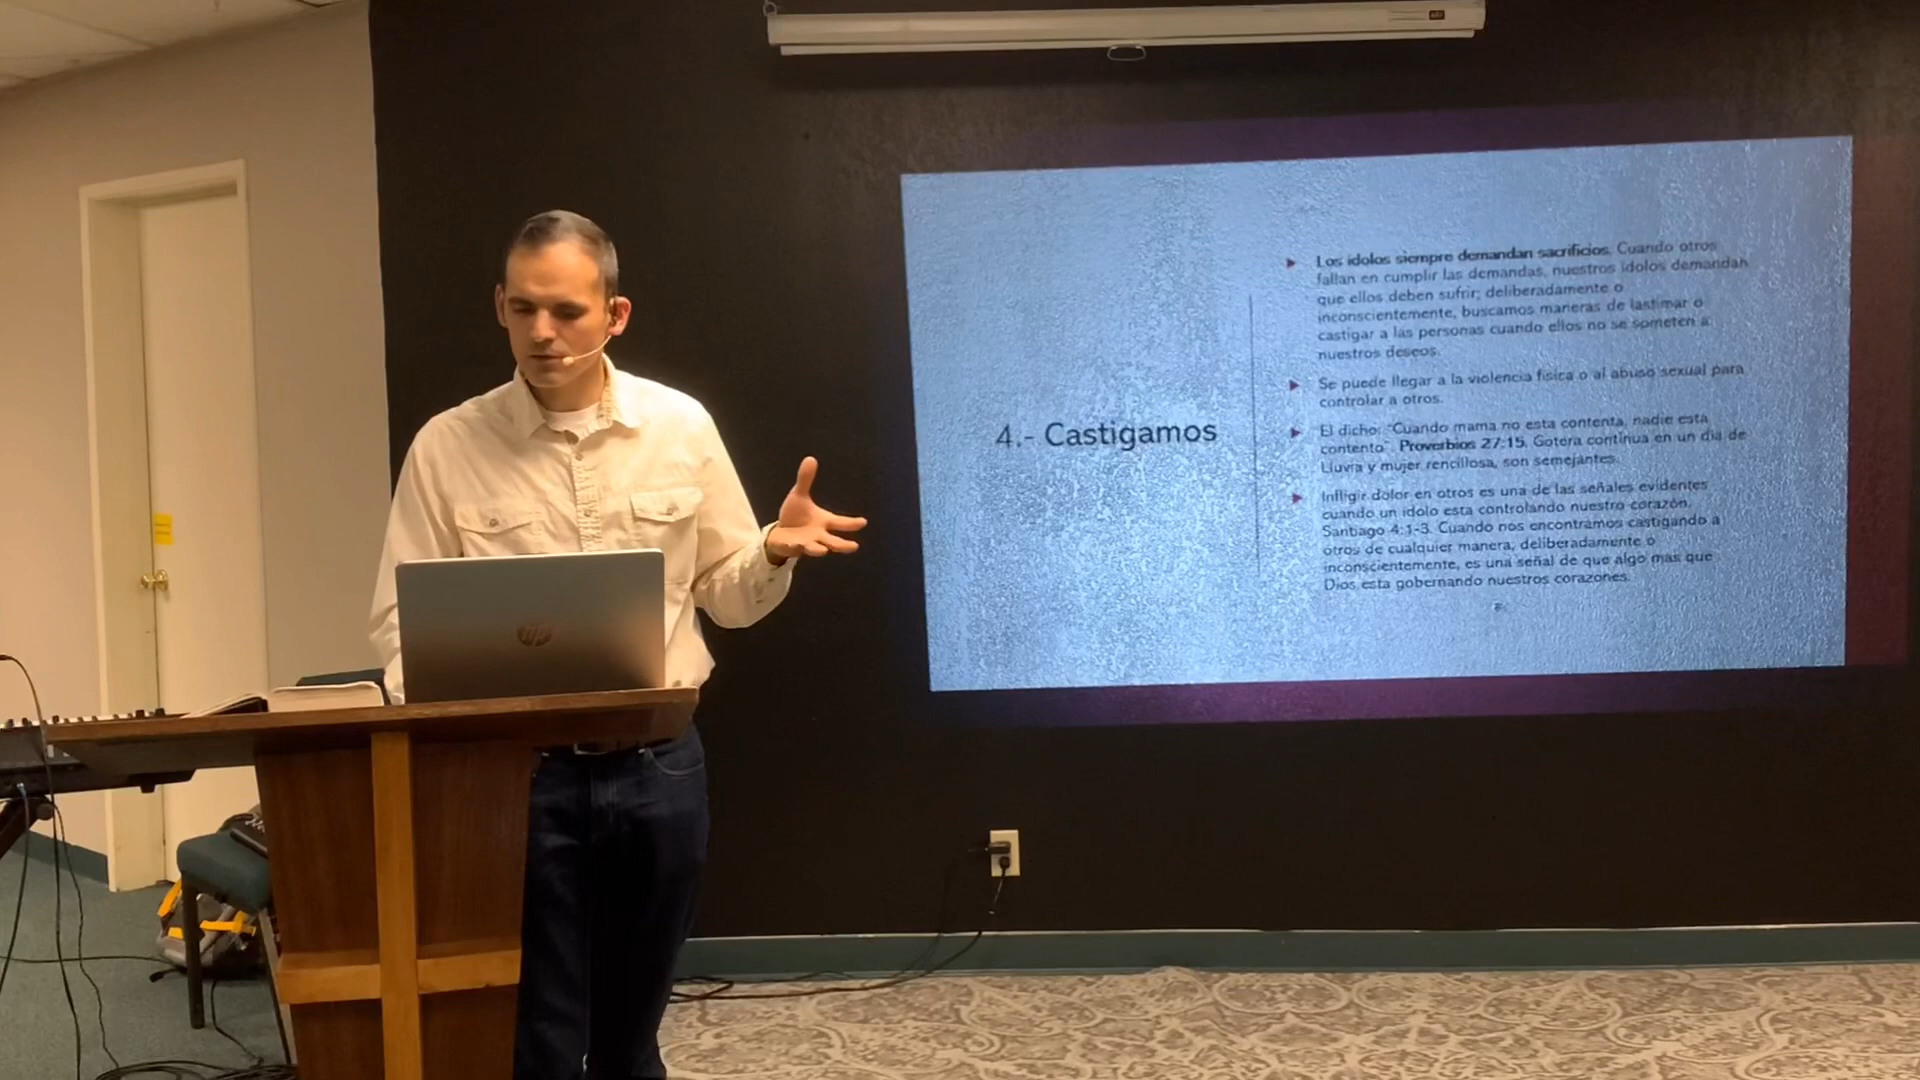 4.- Castigamos
Los idolos siempre demandan sacrificios. Cuando otros
fallan en cumplir las demandas, nuestros idolos demandan
que ellos deben sufrir; deliberadamente o
inconscientemente, buscamos maneras de lastimar o
castigar a las personas cuando ellos no se someten a
nuestros deseos.
Se puede llegar a la violencia fisica o al abuso sexual para
controlar a otros.
El dicho: "Cuando mama no esta contenta, nadie esta
contento". Proverbios 27:15. Gotera continua en un dia de
Lluvia y mujer rencillosa, son semejantes.
Infligir dolor en otros es una de las señales evidentes
cuando un idolo esta controlando nuestro corazón.
Santiago 4:1-3. Cuando nos encontramos castigando a
otros de cualquier manera, deliberadamente o
inconscientemente, es una señal de que algo mas que
Dios esta gobernando nuestros corazones.
hp